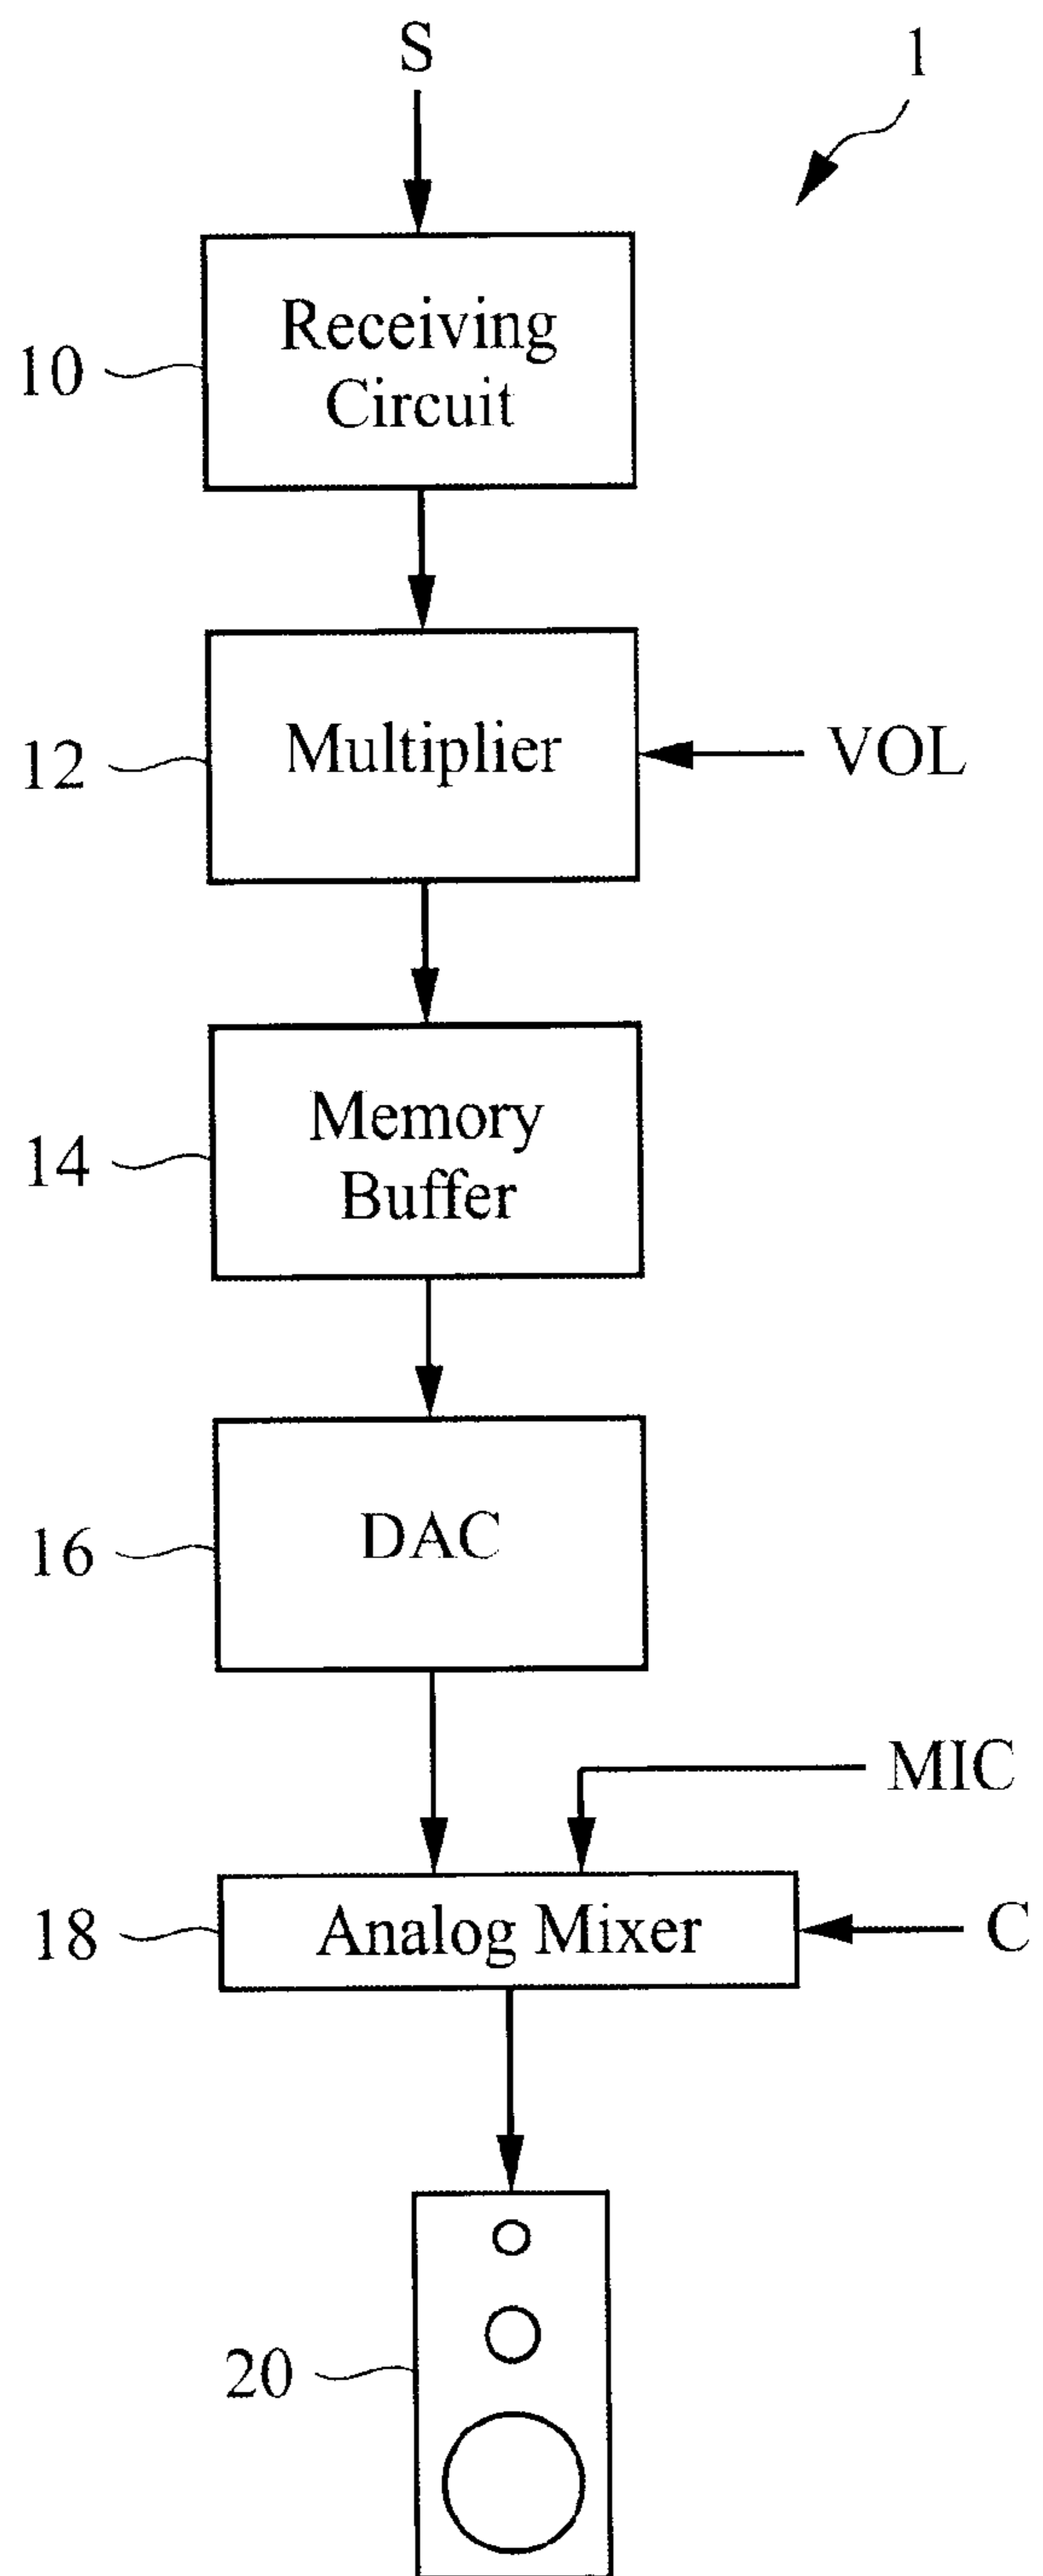 S
1
10
Receiving
Circuit
12
Multiplier
VOL
14
Memory
Buffer
16
DAC
MIC
18
Analog Mixer
C
20